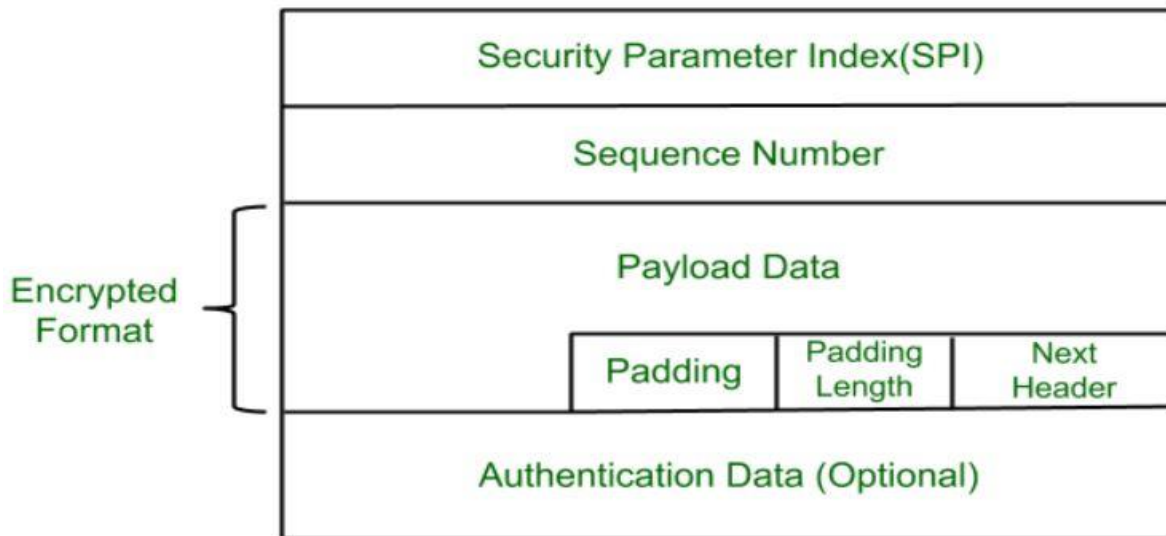 Security Parameter Index(SPI)
Sequence Number
Payload Data
Encrypted
Format
Padding
Padding
Length
Next
Header
Authentication Data (Optional)